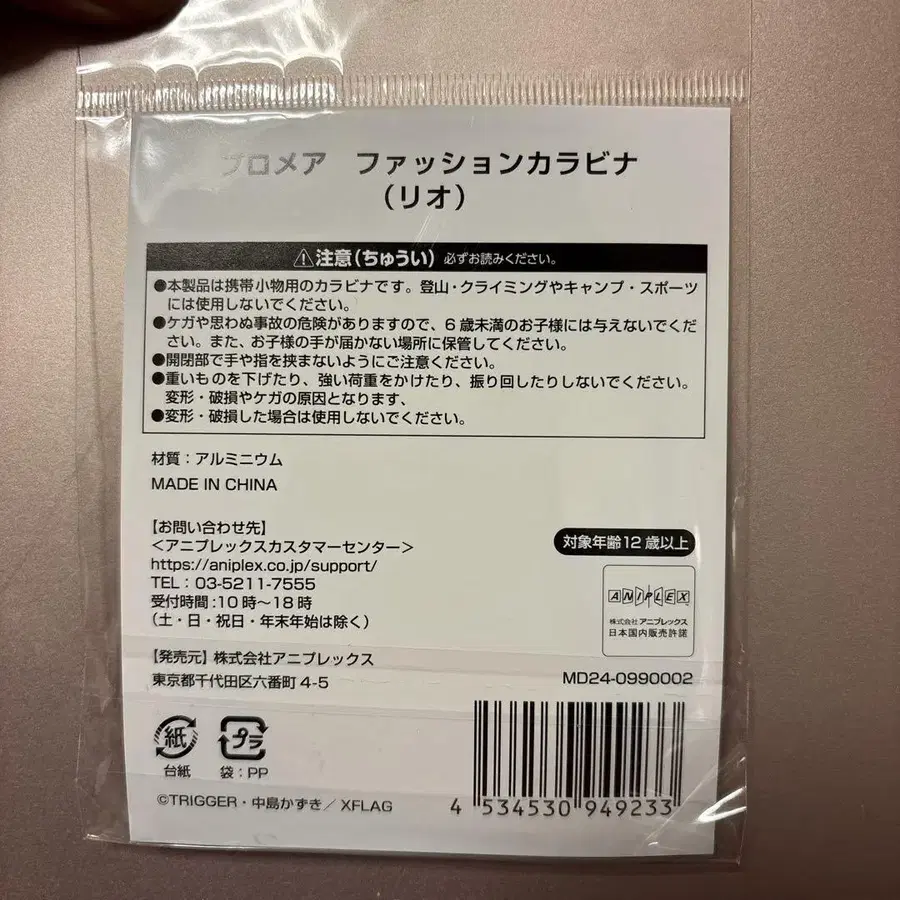 プロメア　ファッションカラビナ
（リオ）
⚠注意（ちゅうい）必ずお読みください。
●本製品は携帯小物用のカラビナです。登山・クライミングやキャンプ・スポーツ
には使用しないでください。
●ケガや思わぬ事故の危険がありますので、6歳未満のお子様には与えないでくだ
さい。また、お子様の手が届かない場所に保管してください。
●開閉部で手や指を挟まないようにご注意ください。
●重いものを下げたり、強い荷重をかけたり、振り回したりしないでください。
変形・破損やケガの原因となります、
●変形・破損した場合は使用しないでください。
材質：アルミニウム
MADE IN CHINA
【お問い合わせ先】
＜アニプレックスカスタマーセンター＞
https://aniplex.co.jp/support/
TEL：03-5211-7555
受付時間：10時〜18時
（土・日・祝日・年末年始は除く）
対象年齢12歳以上
ANIPLEX
株式会社アニプレックス
日本国内販売許諾
【発売元】株式会社アニプレックス
東京都千代田区六番町4-5
MD24-0990002
紙
台紙
プラ
袋：PP
©TRIGGER・中島かずき／XFLAG
4 534530 949233